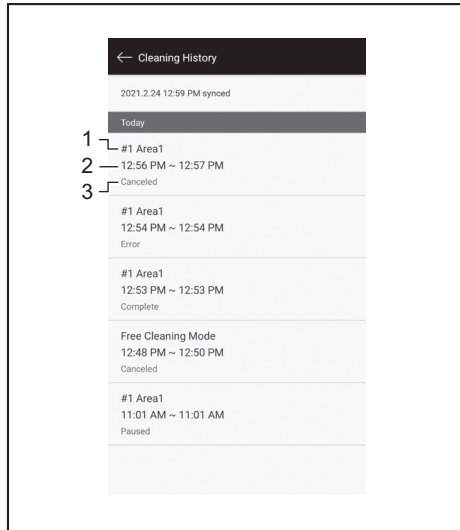 ← Cleaning History
2021.2.24 12:59 PM synced
Today
1
#1 Area1
2
12:56 PM ~ 12:57 PM
3
Canceled
#1 Area1
12:54 PM ~ 12:54 PM
Error
#1 Area1
12:53 PM ~ 12:53 PM
Complete
Free Cleaning Mode
12:48 PM ~ 12:50 PM
Canceled
#1 Area1
11:01 AM ~ 11:01 AM
Paused